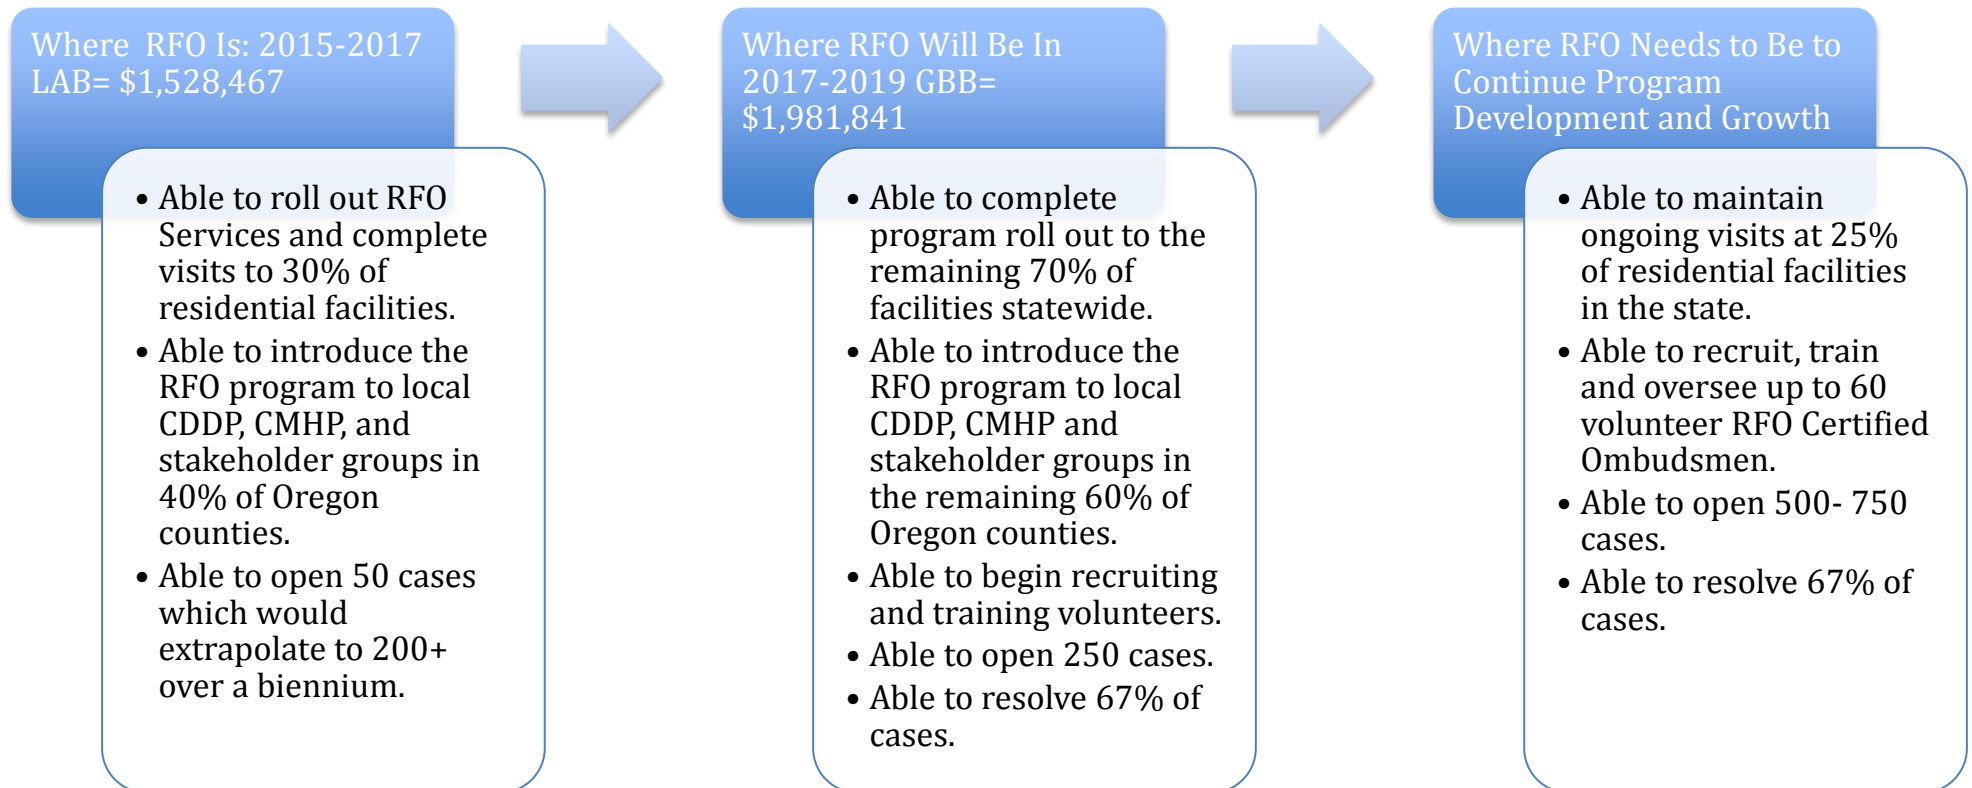 Where  RFO Is: 2015-2017
LAB= $1,528,467
• Able to roll out RFO
Services and complete
visits to 30% of
residential facilities.
• Able to introduce the
RFO program to local
CDDP, CMHP, and
stakeholder groups in
40% of Oregon
counties.
• Able to open 50 cases
which would
extrapolate to 200+
over a biennium.
Where RFO Will Be In
2017-2019 GBB=
$1,981,841
• Able to complete
program roll out to the
remaining 70% of
facilities statewide.
• Able to introduce the
RFO program to local
CDDP, CMHP and
stakeholder groups in
the remaining 60% of
Oregon counties.
• Able to begin recruiting
and training volunteers.
• Able to open 250 cases.
• Able to resolve 67% of
cases.
Where RFO Needs to Be to
Continue Program
Development and Growth
• Able to maintain
ongoing visits at 25%
of residential facilities
in the state.
• Able to recruit, train
and oversee up to 60
volunteer RFO Certified
Ombudsmen.
• Able to open 500- 750
cases.
• Able to resolve 67% of
cases.